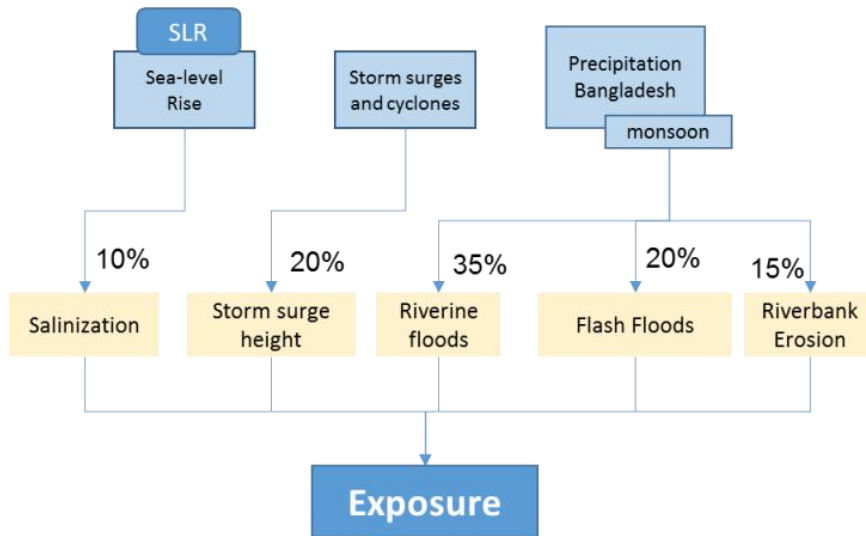 SLR
Sea-level
Rise
Storm surges
and cyclones
Precipitation
Bangladesh
monsoon
10%
20%
35%
20%
15%
Salinization
Storm surge
height
Riverine
floods
Flash Floods
Riverbank
Erosion
Exposure